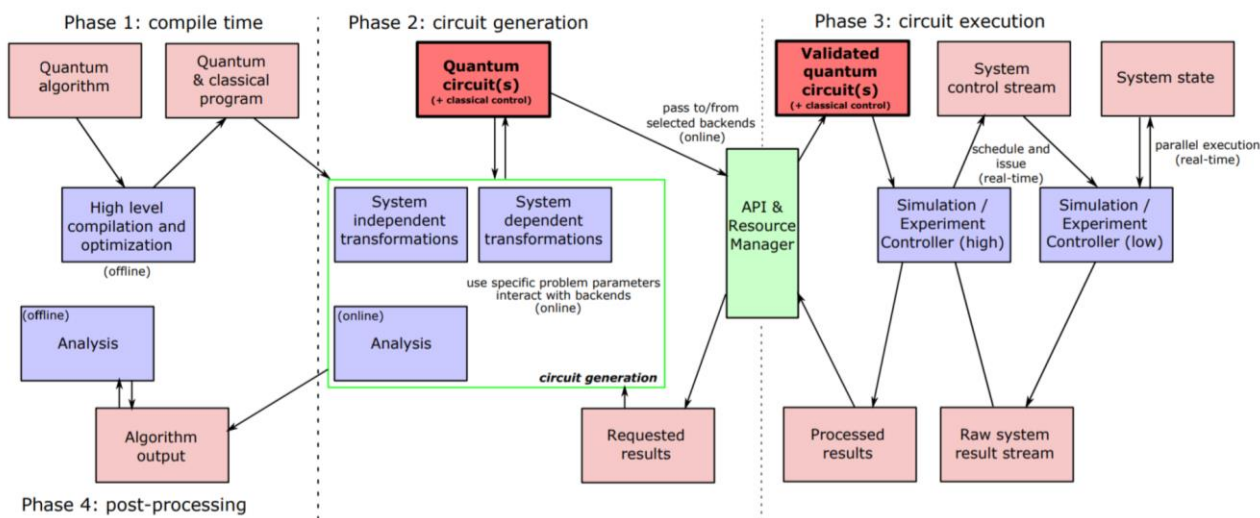 Phase 1: compile time
Quantum
algorithm
Quantum
& classical
program
High level
compilation and
optimization
(offline)
Phase 2: circuit generation
Quantum
circuit(s)
(+ classical control)
pass to/from
selected backends
(online)
System
independent
transformations
System
dependent
transformations
use specific problem parameters
interact with backends
(online)
(online)
Analysis
circuit generation
API &
Resource
Manager
Requested
results
Phase 3: circuit execution
Validated
quantum
circuit(s)
(+ classical control)
System
control stream
System state
schedule and
issue
(real-time)
parallel execution
(real-time)
Simulation /
Experiment
Controller (high)
Simulation /
Experiment
Controller (low)
Processed
results
Raw system
result stream
(offline)
Analysis
Algorithm
output
Phase 4: post-processing